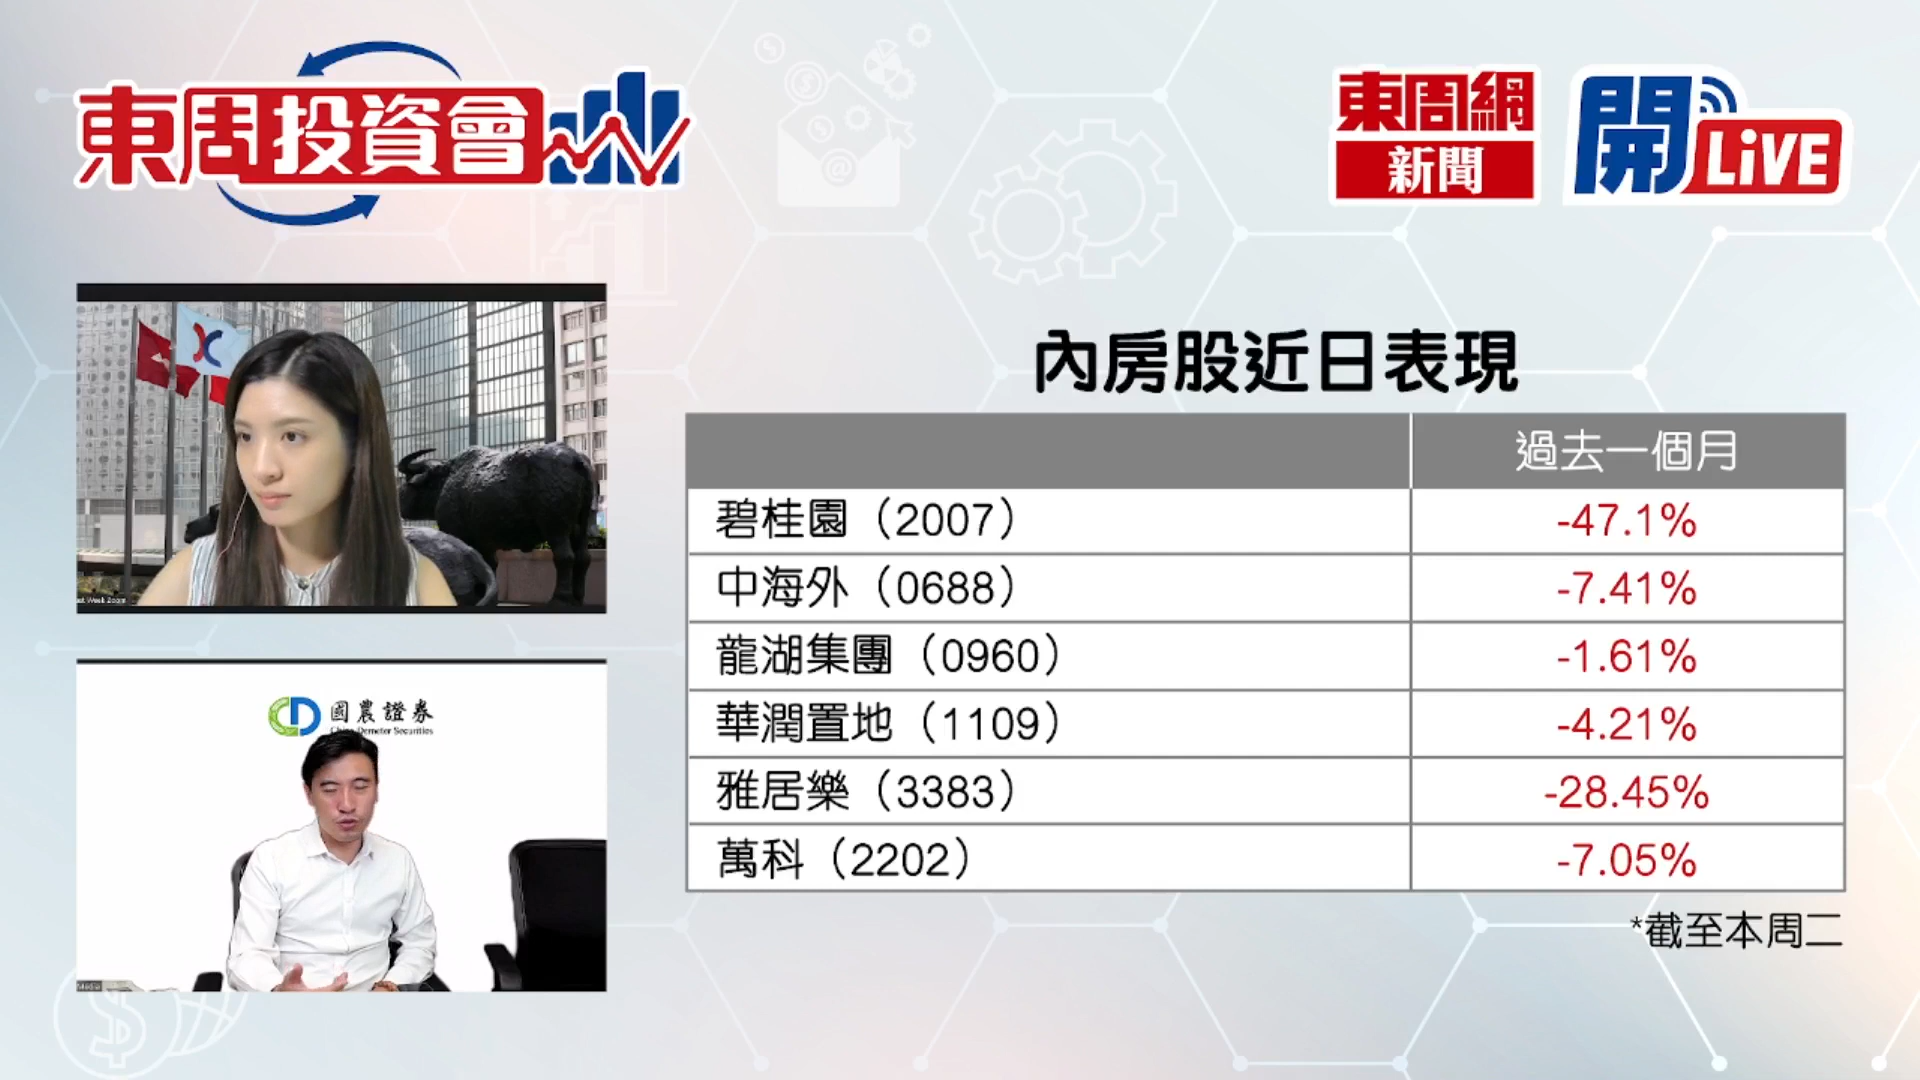 東周投資會
東周網
新聞
開 LiVE
國農證券
China Demeter Securities
內房股近日表現
過去一個月
碧桂園（2007） -47.1%
中海外（0688） -7.41%
龍湖集團（0960） -1.61%
華潤置地（1109） -4.21%
雅居樂（3383） -28.45%
萬科（2202） -7.05%
*截至本周二